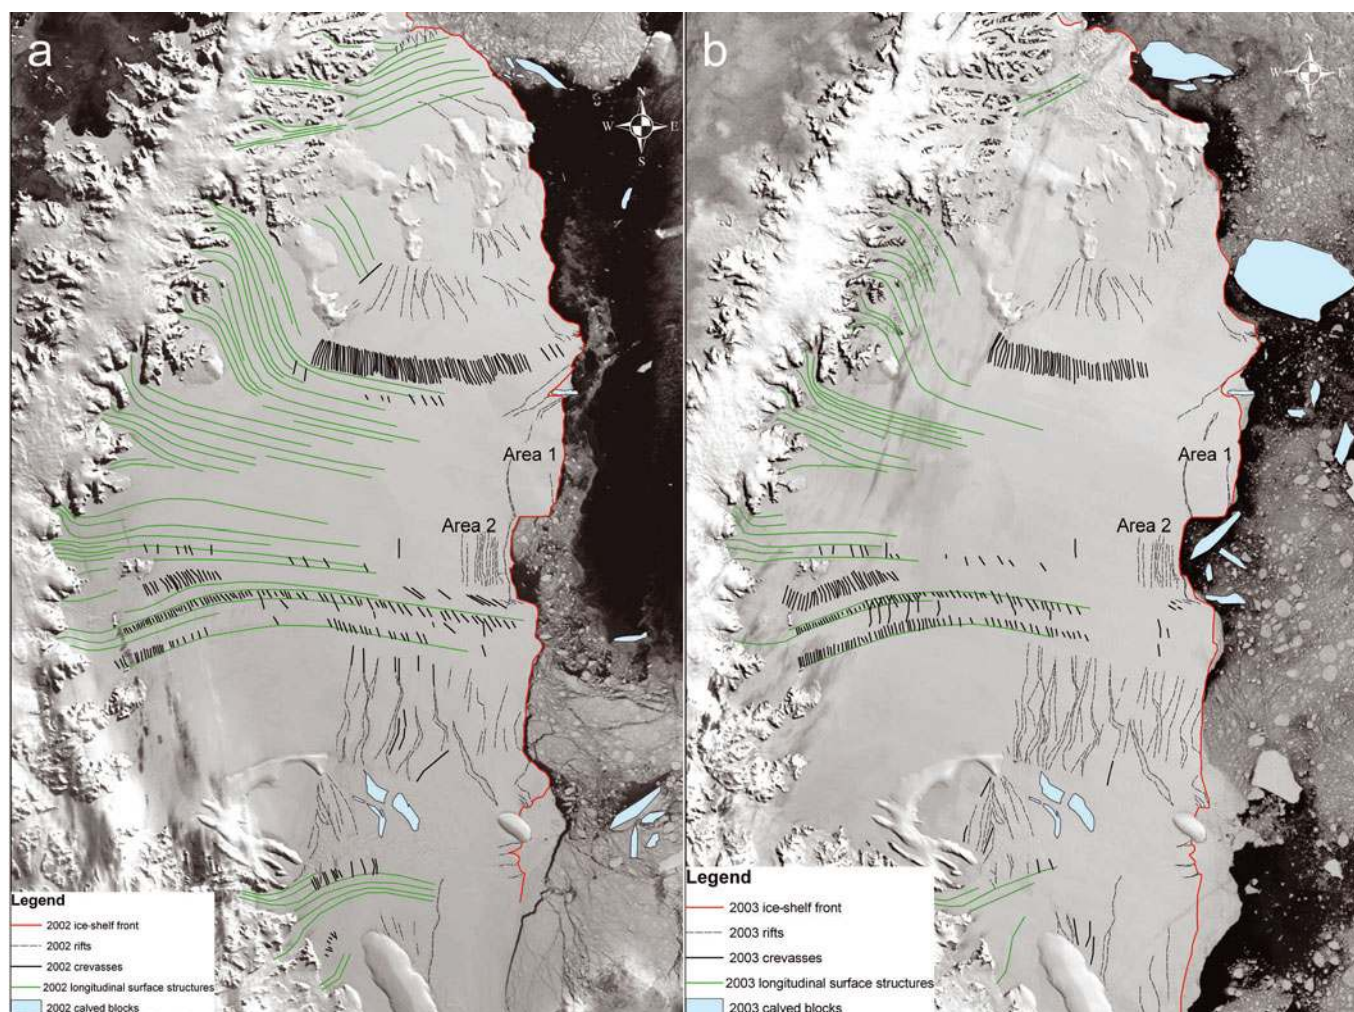 a
N
W E
S
Area 1
Area 2
Legend
2002 ice-shelf front
2002 rifts
2002 crevasses
2002 longitudinal surface structures
2002 calved blocks
b
N
W E
S
Area 1
Area 2
Legend
2003 ice-shelf front
2003 rifts
2003 crevasses
2003 longitudinal surface structures
2003 calved blocks